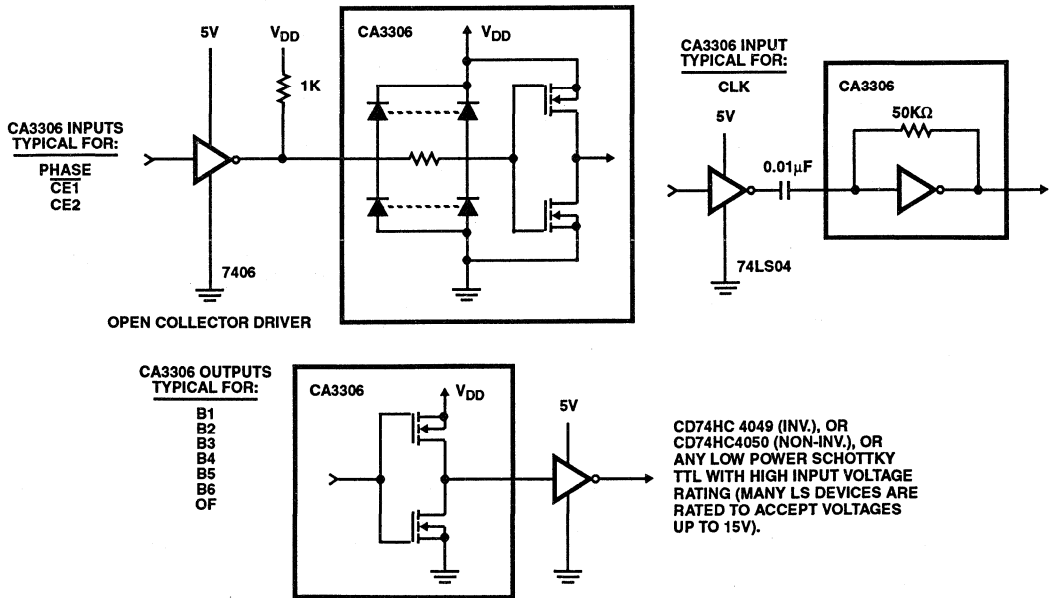 5V
VDD
1K
CA3306
VDD
CA3306 INPUTS
TYPICAL FOR:
PHASE
CE1
CE2
7406
OPEN COLLECTOR DRIVER
CA3306 INPUT
TYPICAL FOR:
CLK
5V
0.01µF
74LS04
CA3306
50KΩ
CA3306 OUTPUTS
TYPICAL FOR:
B1
B2
B3
B4
B5
B6
OF
CA3306
VDD
5V
CD74HC 4049 (INV.), OR
CD74HC4050 (NON-INV.), OR
ANY LOW POWER SCHOTTKY
TTL WITH HIGH INPUT VOLTAGE
RATING (MANY LS DEVICES ARE
RATED TO ACCEPT VOLTAGES
UP TO 15V).